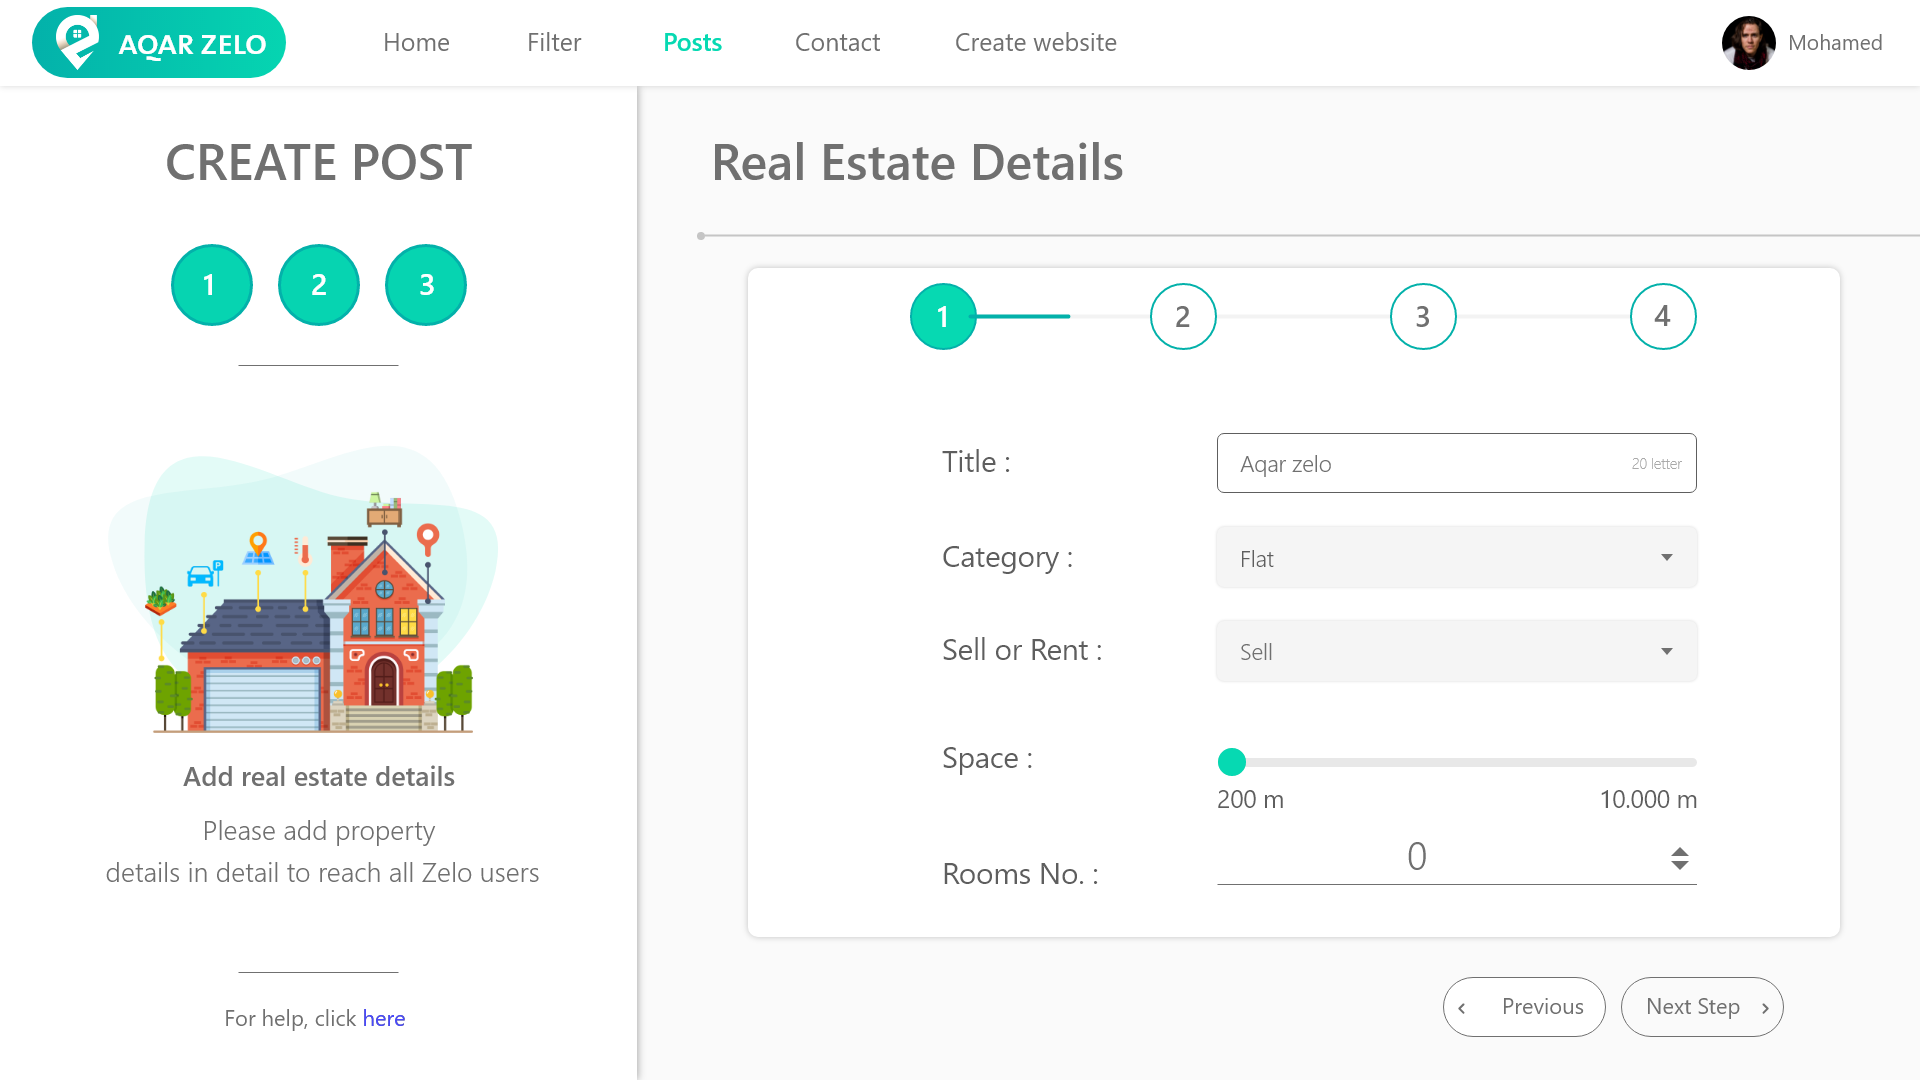 AQAR ZELO
Home
Filter
Posts
Contact
Create website
Mohamed
CREATE POST
1
2
3
P
Add real estate details
Please add property
details in detail to reach all Zelo users
For help, click here
Real Estate Details
1
2
3
4
Title :
Aqar zelo
20 letter
Category :
Flat
Sell or Rent :
Sell
Space :
200 m
10.000 m
Rooms No. :
0
Previous
Next Step